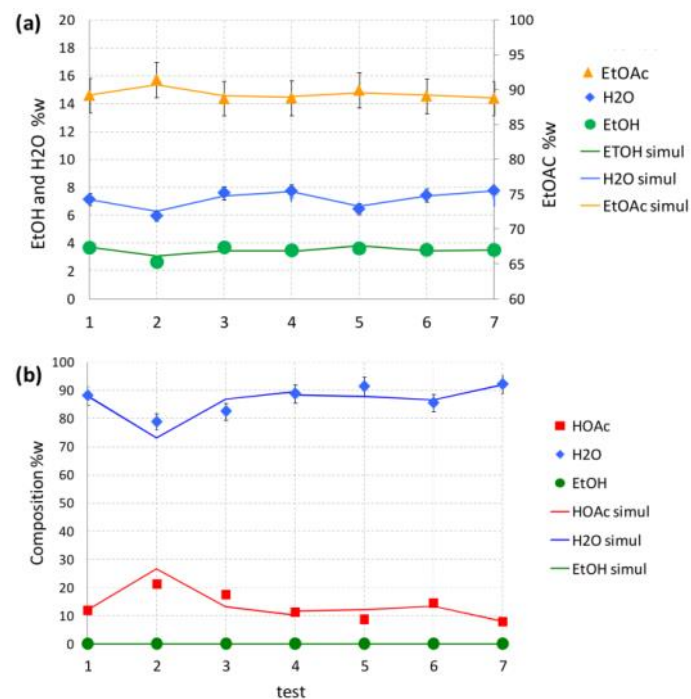 (a)
20
18
16
14
12
10
8
6
4
2
0
EtOH and H2O %w
100
95
90
85
80
75
70
65
60
EtOAC %w
1 2 3 4 5 6 7
EtOAc
H2O
EtOH
ETOH simul
H2O simul
EtOAc simul
(b)
100
90
80
70
60
50
40
30
20
10
0
Composition %w
1 2 3 4 5 6 7
test
HOAc
H2O
EtOH
HOAc simul
H2O simul
EtOH simul